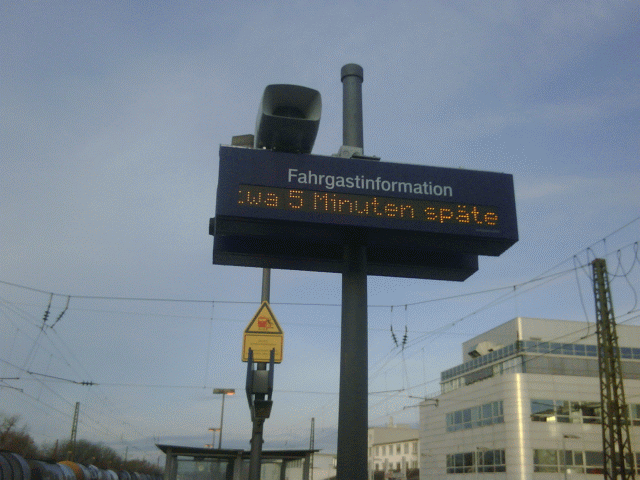 Fahrgastinformation
:wa 5 Minuten späte